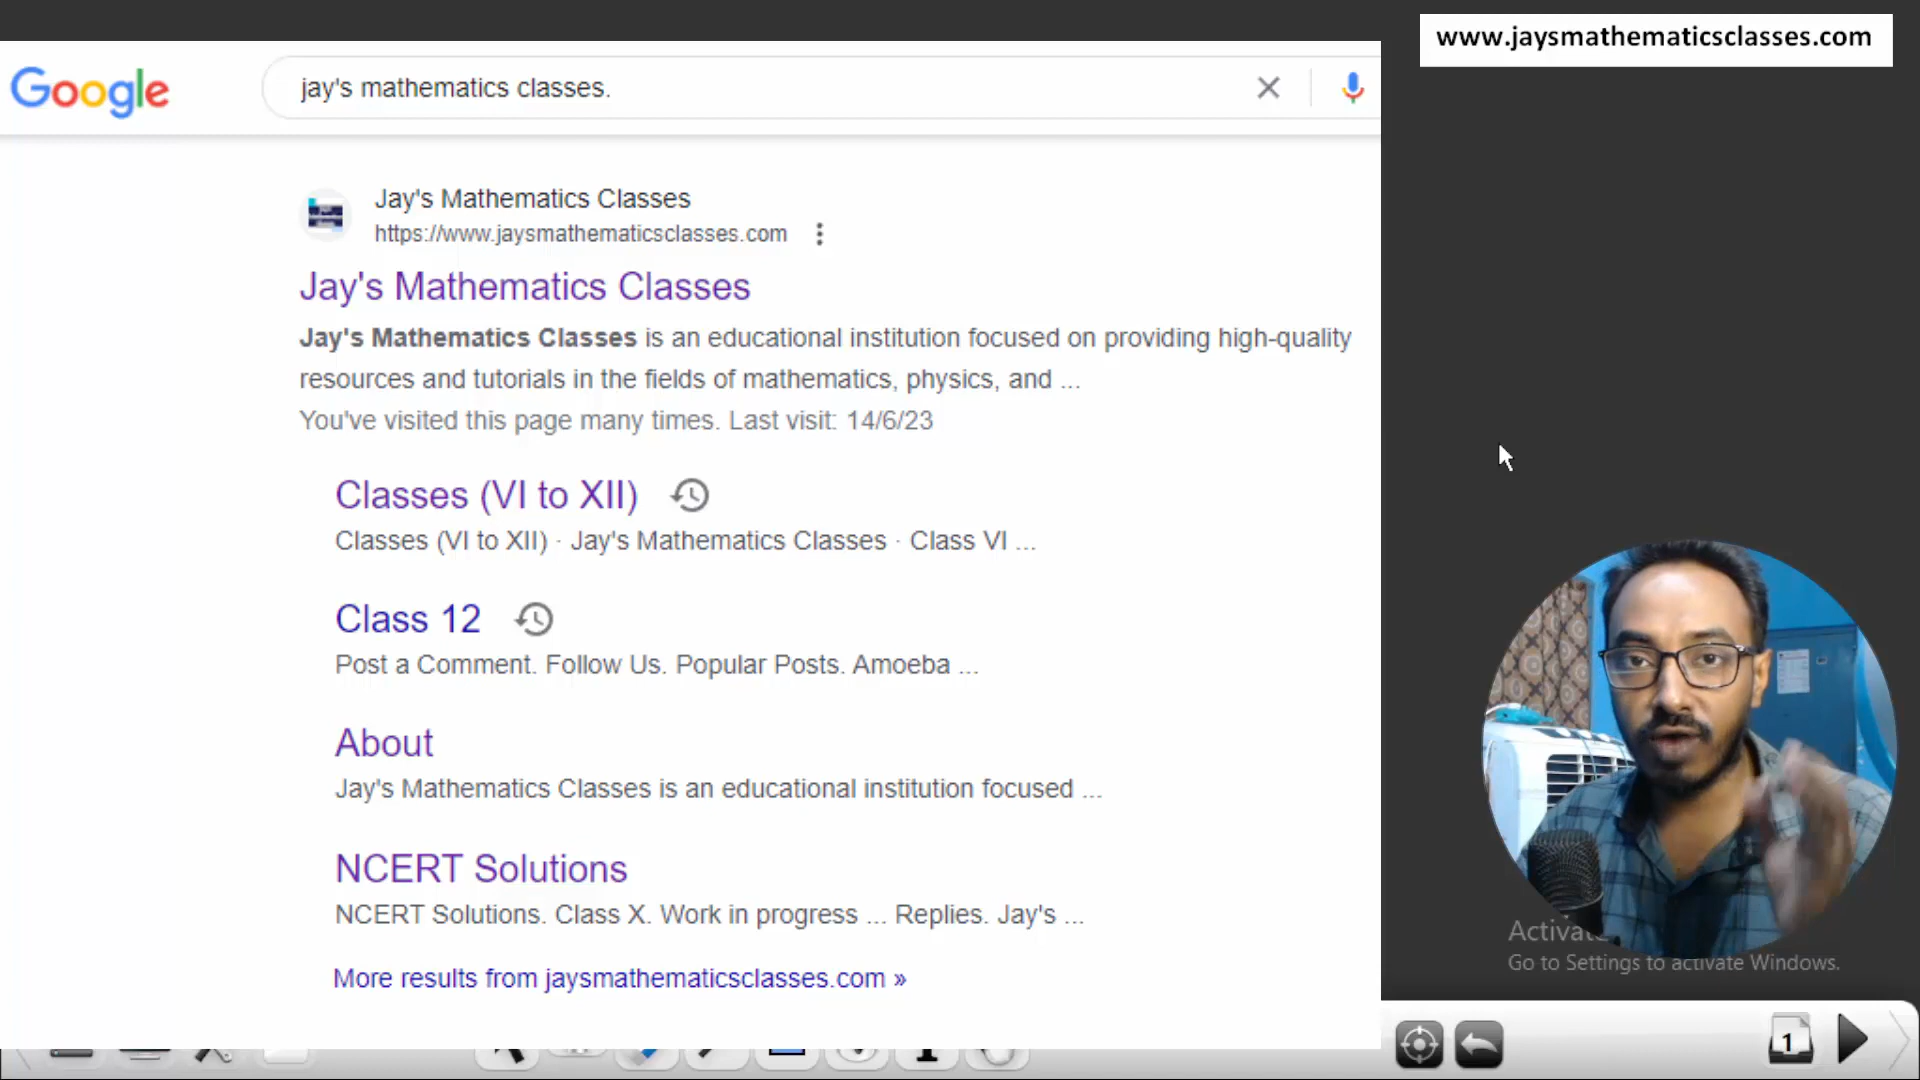 www.jaysmathematicsclasses.com
Google
jay's mathematics classes.
Jay's Mathematics Classes
https://www.jaysmathematicsclasses.com
Jay's Mathematics Classes
Jay's Mathematics Classes is an educational institution focused on providing high-quality
resources and tutorials in the fields of mathematics, physics, and ...
You've visited this page many times. Last visit: 14/6/23
Classes (VI to XII)
Classes (VI to XII) · Jay's Mathematics Classes · Class VI ...
Class 12
Post a Comment. Follow Us. Popular Posts. Amoeba ...
About
Jay's Mathematics Classes is an educational institution focused ...
NCERT Solutions
NCERT Solutions. Class X. Work in progress ... Replies. Jay's ...
More results from jaysmathematicsclasses.com »
Go to Settings to activate Windows.
1